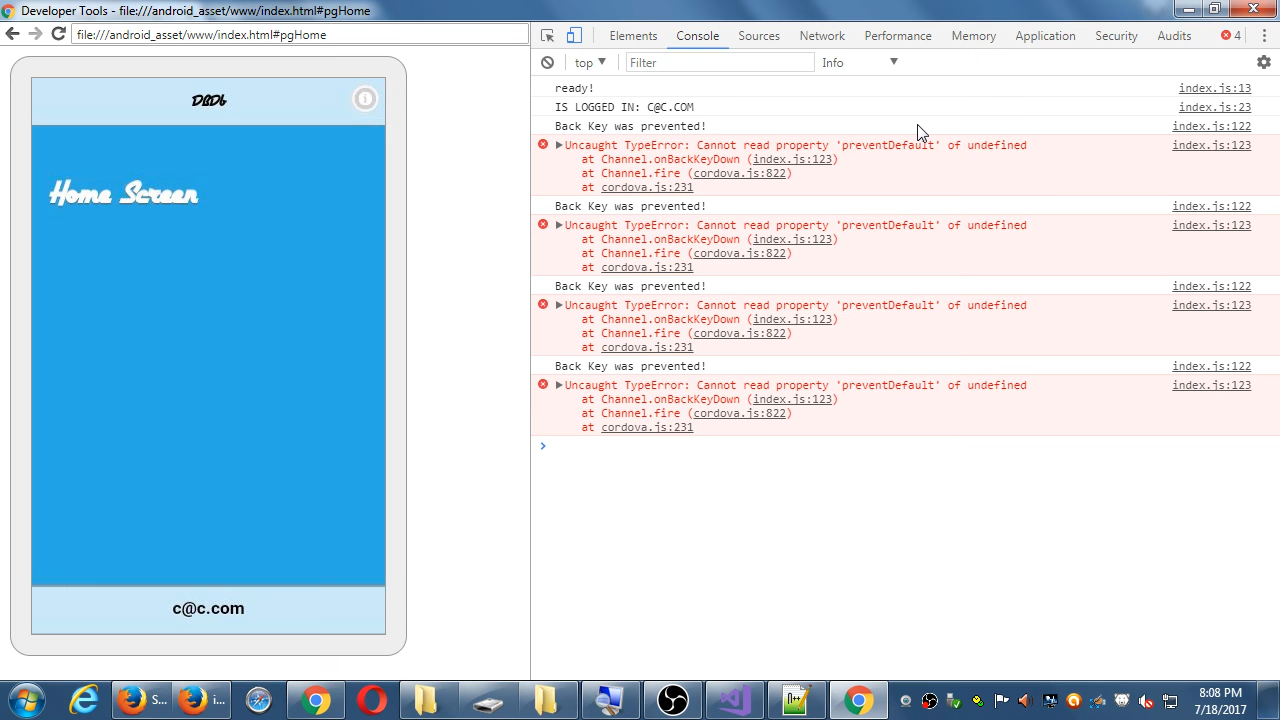 Developer Tools - file:///android_asset/www/index.html#pgHome
file:///android_asset/www/index.html#pgHome
Elements Console Sources Network Performance Memory Application Security Audits 4
top Filter Info
Home Screen
c@c.com
ready! index.js:13
IS LOGGED IN: C@C.COM index.js:23
Back Key was prevented! index.js:122
Uncaught TypeError: Cannot read property 'preventDefault' of undefined index.js:123
at Channel.onBackKeyDown (index.js:123)
at Channel.fire (cordova.js:822)
at cordova.js:231
Back Key was prevented! index.js:122
Uncaught TypeError: Cannot read property 'preventDefault' of undefined index.js:123
at Channel.onBackKeyDown (index.js:123)
at Channel.fire (cordova.js:822)
at cordova.js:231
Back Key was prevented! index.js:122
Uncaught TypeError: Cannot read property 'preventDefault' of undefined index.js:123
at Channel.onBackKeyDown (index.js:123)
at Channel.fire (cordova.js:822)
at cordova.js:231
Back Key was prevented! index.js:122
Uncaught TypeError: Cannot read property 'preventDefault' of undefined index.js:123
at Channel.onBackKeyDown (index.js:123)
at Channel.fire (cordova.js:822)
at cordova.js:231
S... i...
8:08 PM
7/18/2017